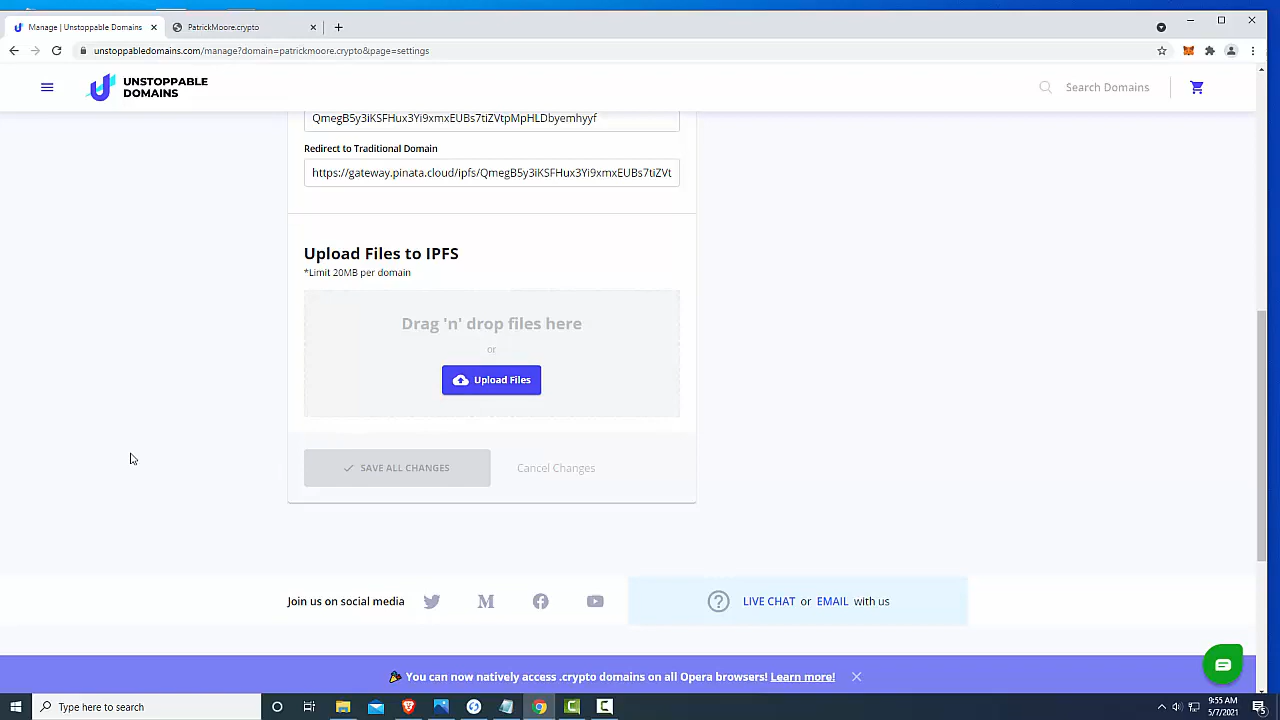 Manage | Unstoppable Domains
PatrickMoore.crypto
unstoppabledomains.com/manage?domain=patrickmoore.crypto&page=settings
UNSTOPPABLE
DOMAINS
Search Domains
QmegB5y3iKSFHux3Yi9xmxEUBs7tiZVtpMpHLDbyemhyyf
Redirect to Traditional Domain
https://gateway.pinata.cloud/ipfs/QmegB5y3iKSFHux3Yi9xmxEUBs7tiZVt
Upload Files to IPFS
*Limit 20MB per domain
Drag 'n' drop files here
or
Upload Files
SAVE ALL CHANGES
Cancel Changes
Join us on social media
LIVE CHAT or EMAIL with us
You can now natively access .crypto domains on all Opera browsers! Learn more!
Type here to search
9:55 AM
5/7/2021